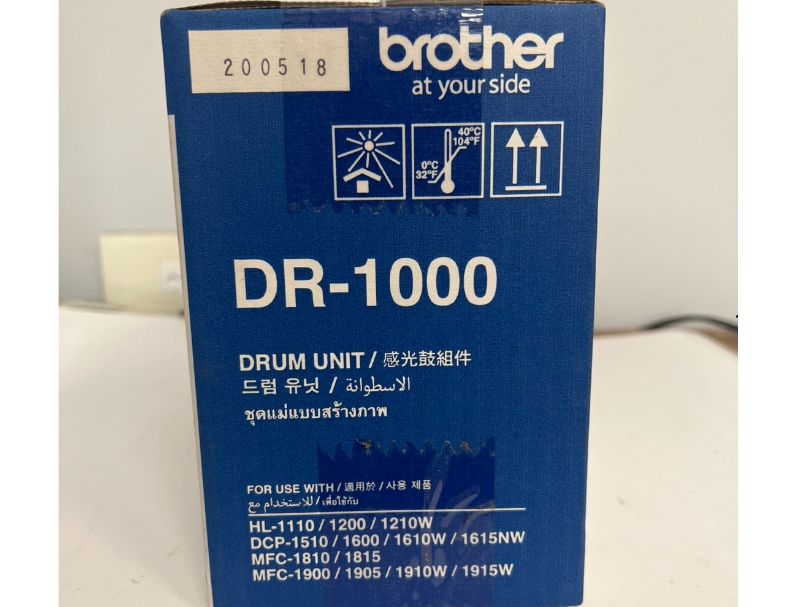 200518
brother
at your side
40°C
104°F
0°C
32°F
DR-1000
DRUM UNIT / 感光鼓組件
드럼 유닛 / الاسطوانة
ชุดแม่แบบสร้างภาพ
FOR USE WITH / 適用於 / 사용 제품
للاستخدام مع / เพื่อใช้กับ
HL-1110 / 1200 / 1210W
DCP-1510 / 1600 / 1610W / 1615NW
MFC-1810 / 1815
MFC-1900 / 1905 / 1910W / 1915W